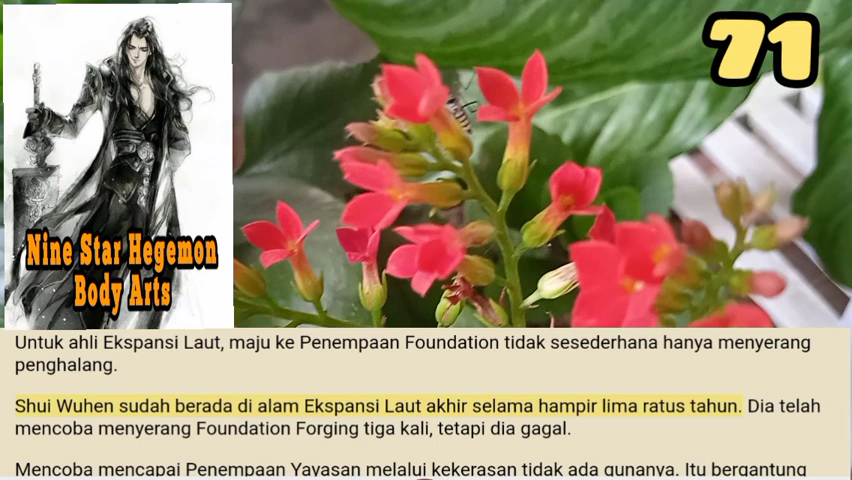 71
Nine Star Hegemon
Body Arts
Untuk ahli Ekspansi Laut, maju ke Penempaan Foundation tidak sesederhana hanya menyerang
penghalang.
Shui Wuhen sudah berada di alam Ekspansi Laut akhir selama hampir lima ratus tahun. Dia telah
mencoba menyerang Foundation Forging tiga kali, tetapi dia gagal.
Mencoba mencapai Penempaan Yayasan melalui kekerasan tidak ada gunanya. Itu bergantung